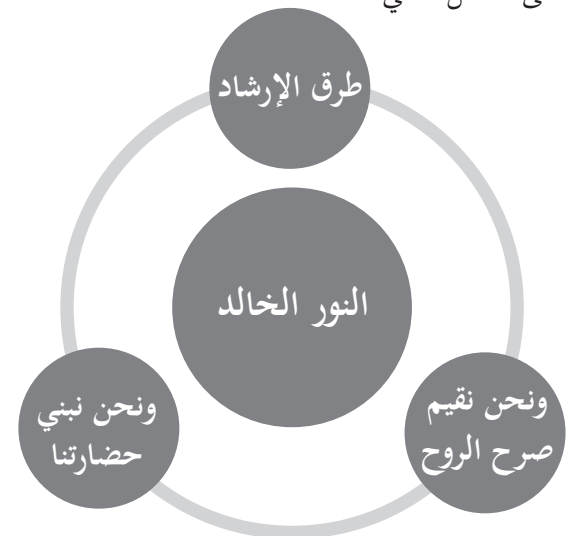 طرق الإرشاد
النور الخالد
ونحن نقيم
صرح الروح
ونحن نبني
حضارتنا